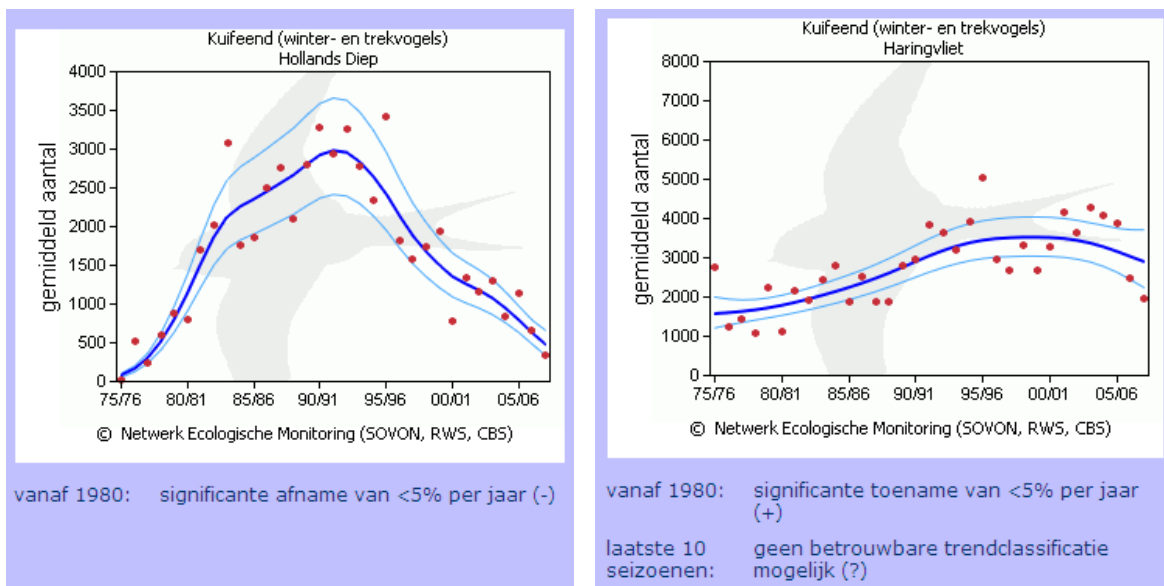 Kuifeend (winter- en trekvogels)
Hollands Diep
gemiddeld aantal
4000
3500
3000
2500
2000
1500
1000
500
0
75/76 80/81 85/86 90/91 95/96 00/01 05/06
© Netwerk Ecologische Monitoring (SOVON, RWS, CBS)
vanaf 1980: significante afname van <5% per jaar (-)
Kuifeend (winter- en trekvogels)
Haringvliet
gemiddeld aantal
8000
7000
6000
5000
4000
3000
2000
1000
0
75/76 80/81 85/86 90/91 95/96 00/01 05/06
© Netwerk Ecologische Monitoring (SOVON, RWS, CBS)
vanaf 1980: significante toename van <5% per jaar
(+)
laatste 10 geen betrouwbare trendclassificatie
seizoenen: mogelijk (?)